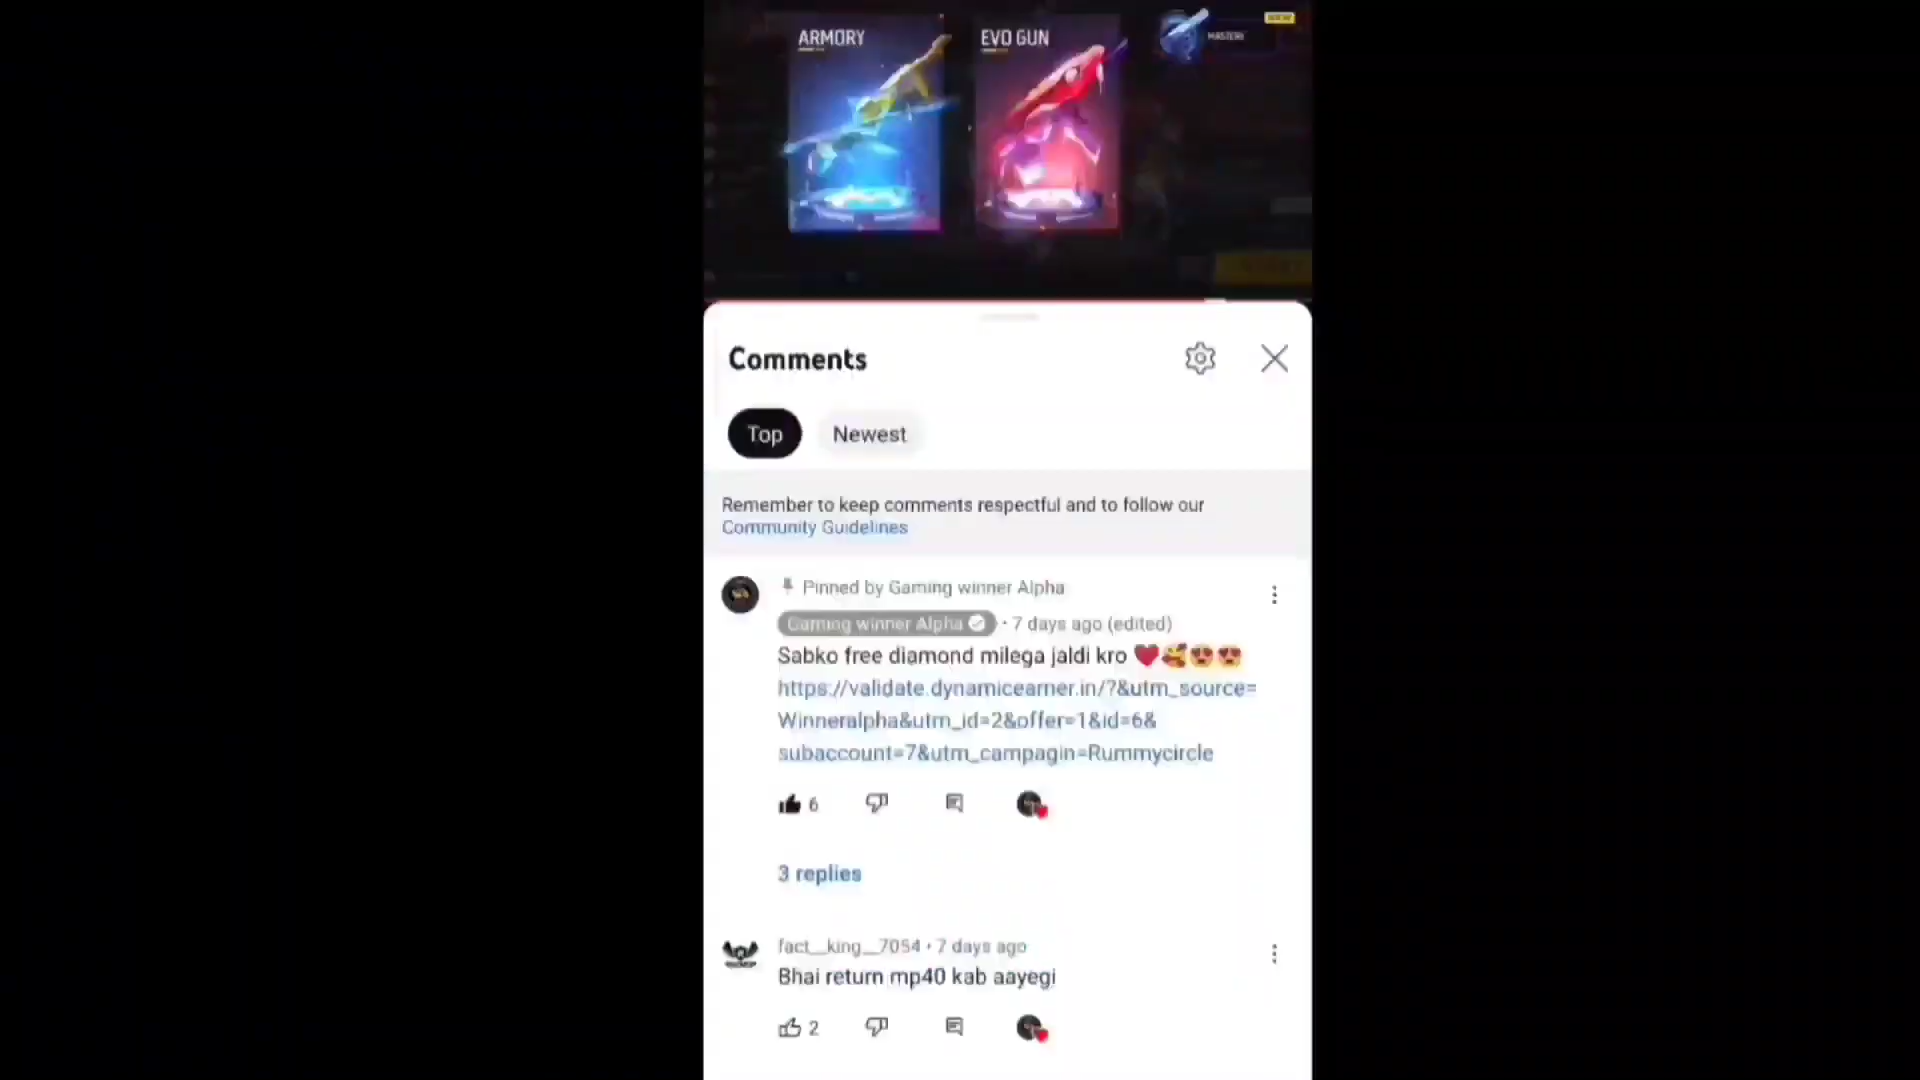 ARMORY
EVO GUN
NEW
MASTERY
Comments
Top
Newest
Remember to keep comments respectful and to follow our
Community Guidelines
Pinned by Gaming winner Alpha
Gaming winner Alpha · 7 days ago (edited)
Sabko free diamond milega jaldi kro ❤️🥰😍😍
https://validate.dynamicearner.in/?&utm_source=
Winneralpha&utm_id=2&offer=1&id=6&
subaccount=7&utm_campagin=Rummycircle
6
3 replies
fact__king__7054 · 7 days ago
Bhai return mp40 kab aayegi
2